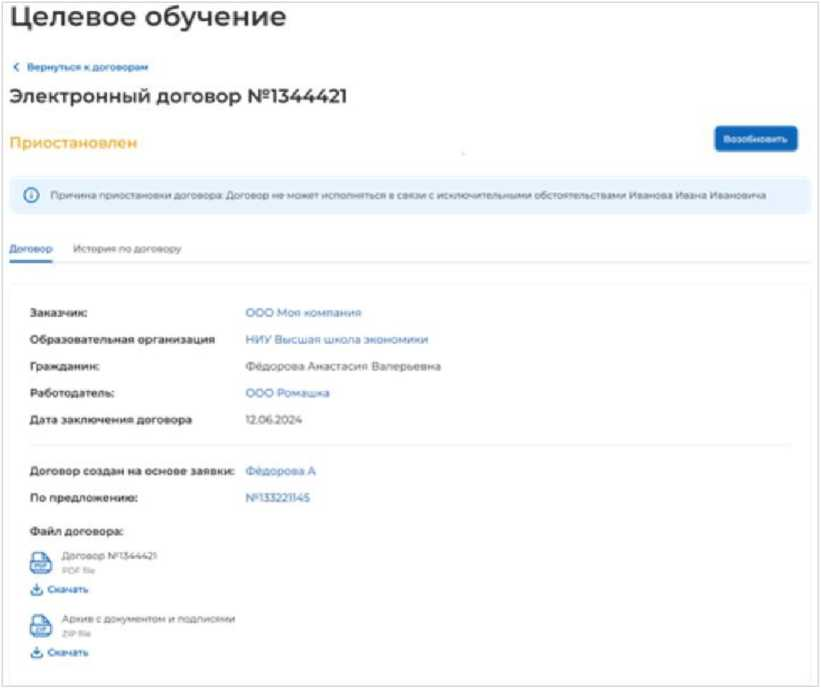 Целевое обучение
Вернуться к договорам
Электронный договор №1344421
Приостановлен
Возобновить
Причина приостановки договора: Договор не может исполняться в связи с исключительными обстоятельствами Иванова Ивана Ивановича
Договор История по договору
Заказчик: ООО Моя компания
Образовательная организация НИУ Высшая школа экономики
Гражданин: Фёдорова Анастасия Валерьевна
Работодатель: ООО Ромашка
Дата заключения договора 12.06.2024
Договор создан на основе заявки: Фёдорова А
По предложению: №133221145
Файл договора:
Договор №1344421
PDF file
Скачать
Архив с документом и подписями
ZIP file
Скачать